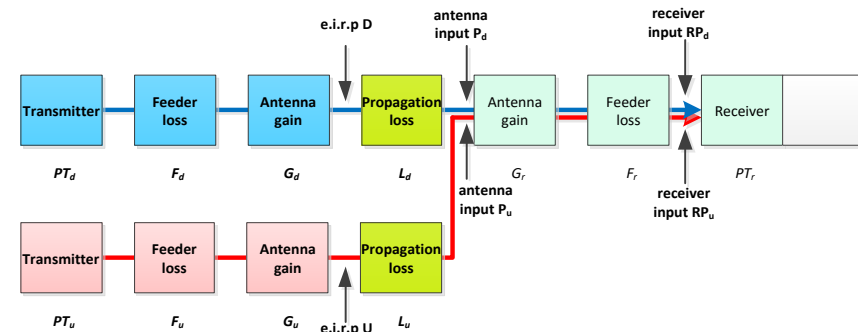 e.i.r.p D
antenna
input Pd
receiver
input RPd
Transmitter
Feeder
loss
Antenna
gain
Propagation
loss
Antenna
gain
Feeder
loss
Receiver
PTd
Fd
Gd
Ld
Gr
Fr
PTr
antenna
input Pu
receiver
input RPu
Transmitter
Feeder
loss
Antenna
gain
Propagation
loss
PTu
Fu
Gu
e.i.r.p U
Lu